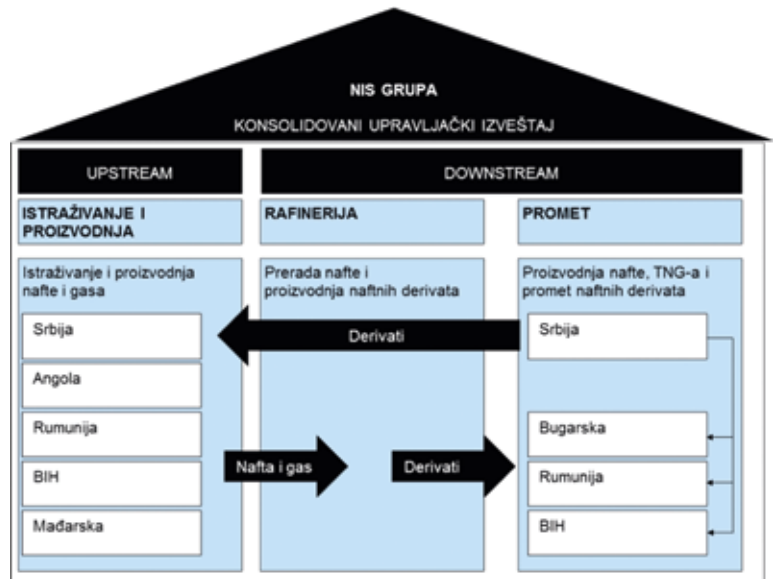 NIS GRUPA
KONSOLIDOVANI UPRAVLJAČKI IZVEŠTAJ
UPSTREAM
DOWNSTREAM
ISTRAŽIVANJE I
PROIZVODNJA
RAFINERIJA
PROMET
Istraživanje i proizvodnja
nafte i gasa
Prerada nafte i
proizvodnja naftnih derivata
Proizvodnja nafte, TNG-a i
promet naftnih derivata
Srbija
Derivati
Srbija
Angola
Rumunija
Bugarska
BIH
Nafta i gas
Derivati
Rumunija
Mađarska
BIH